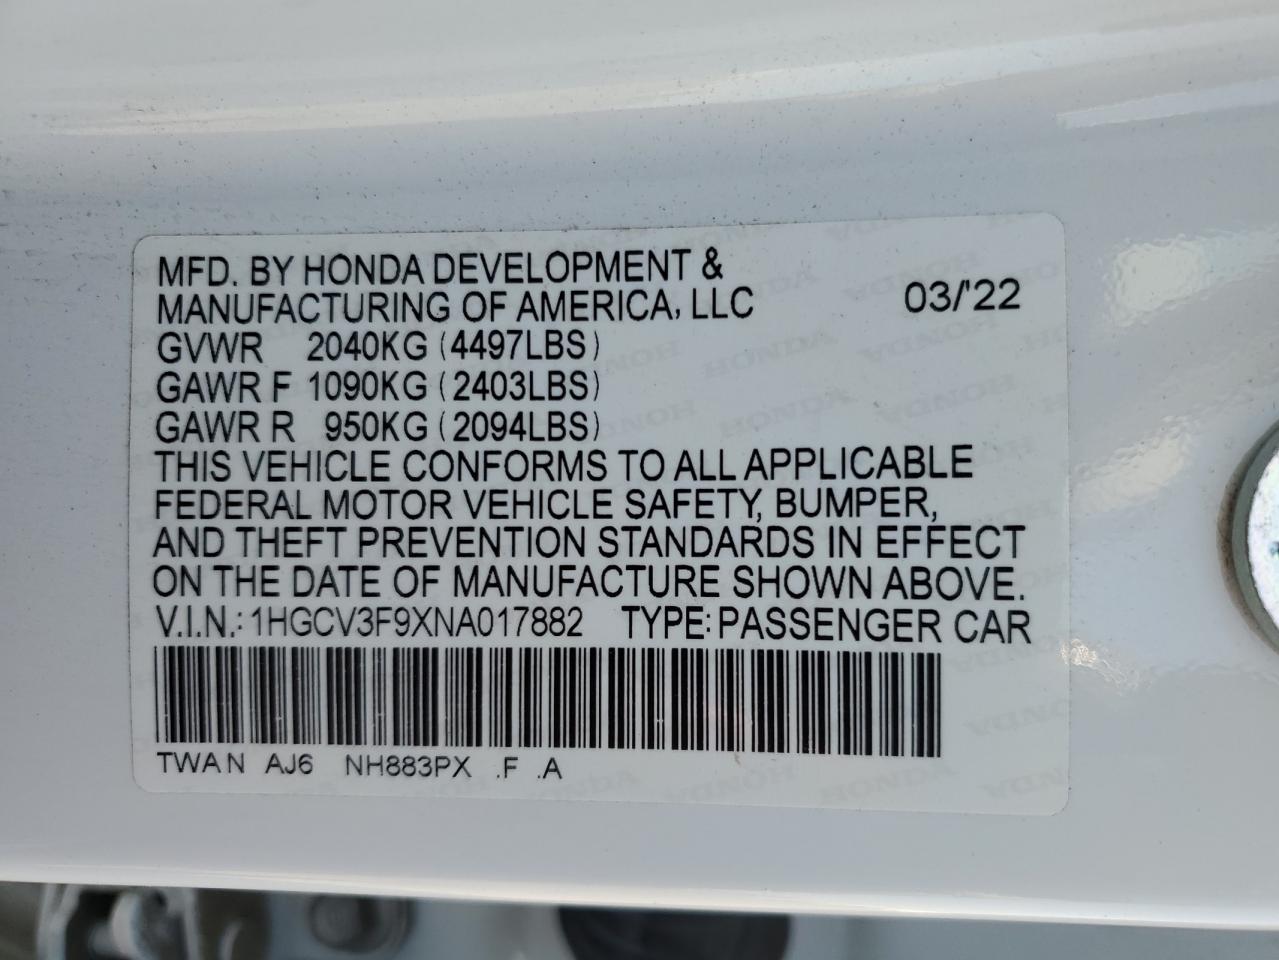 MFD. BY HONDA DEVELOPMENT &
MANUFACTURING OF AMERICA, LLC 03/'22
GVWR 2040KG (4497LBS)
GAWR F 1090KG (2403LBS)
GAWR R 950KG (2094LBS)
THIS VEHICLE CONFORMS TO ALL APPLICABLE
FEDERAL MOTOR VEHICLE SAFETY, BUMPER,
AND THEFT PREVENTION STANDARDS IN EFFECT
ON THE DATE OF MANUFACTURE SHOWN ABOVE.
V.I.N.: 1HGCV3F9XNA017882 TYPE: PASSENGER CAR
TWAN AJ6 NH883PX .F .A